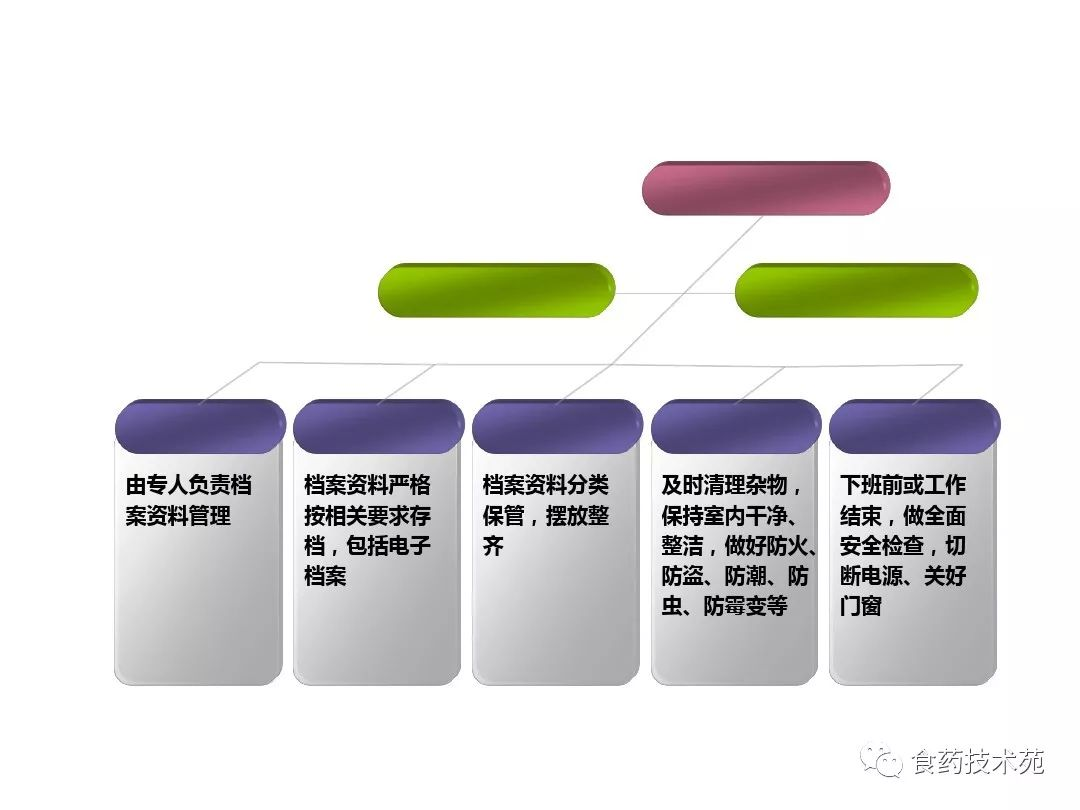 由专人负责档
案资料管理
档案资料严格
按相关要求存
档，包括电子
档案
档案资料分类
保管，摆放整
齐
及时清理杂物，
保持室内干净、
整洁，做好防火、
防盗、防潮、防
虫、防霉变等
下班前或工作
结束，做全面
安全检查，切
断电源、关好
门窗
食药技术苑